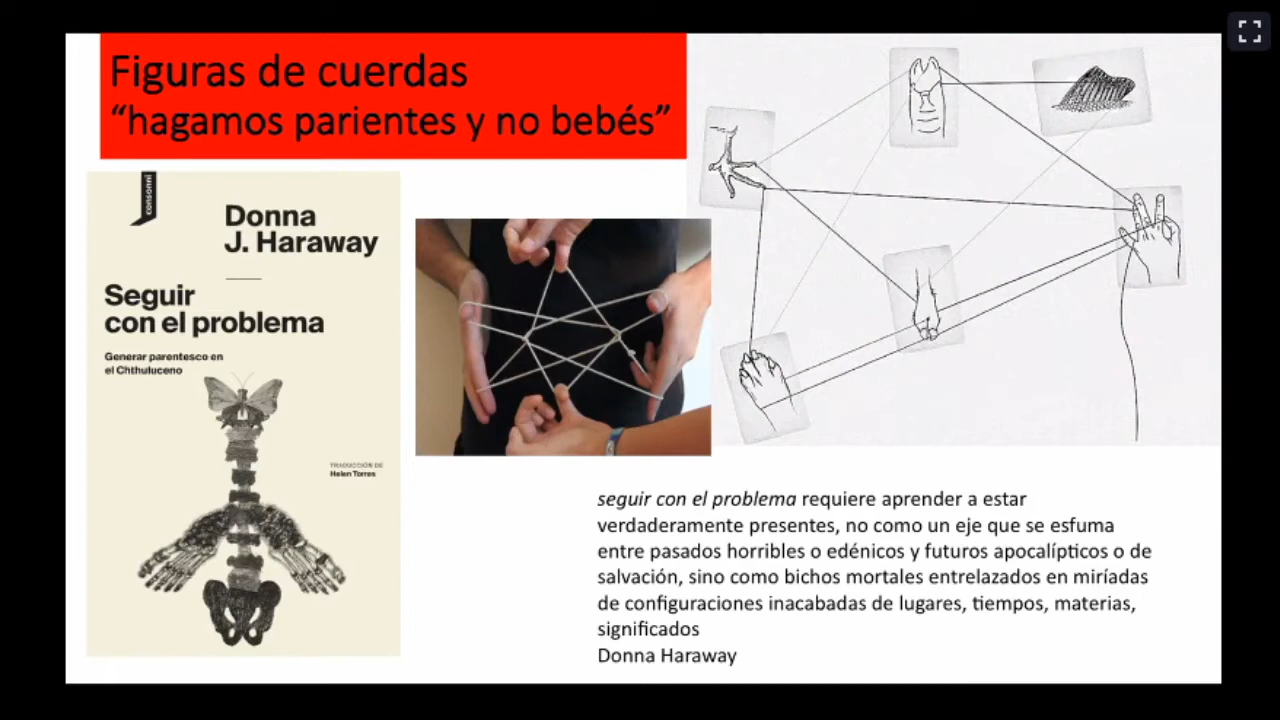 Figuras de cuerdas
“hagamos parientes y no bebés”
consonni
Donna
J. Haraway
Seguir
con el problema
Generar parentesco en
el Chthuluceno
TRADUCCIÓN DE
Helen Torres
seguir con el problema requiere aprender a estar
verdaderamente presentes, no como un eje que se esfuma
entre pasados horribles o edénicos y futuros apocalípticos o de
salvación, sino como bichos mortales entrelazados en miríadas
de configuraciones inacabadas de lugares, tiempos, materias,
significados
Donna Haraway